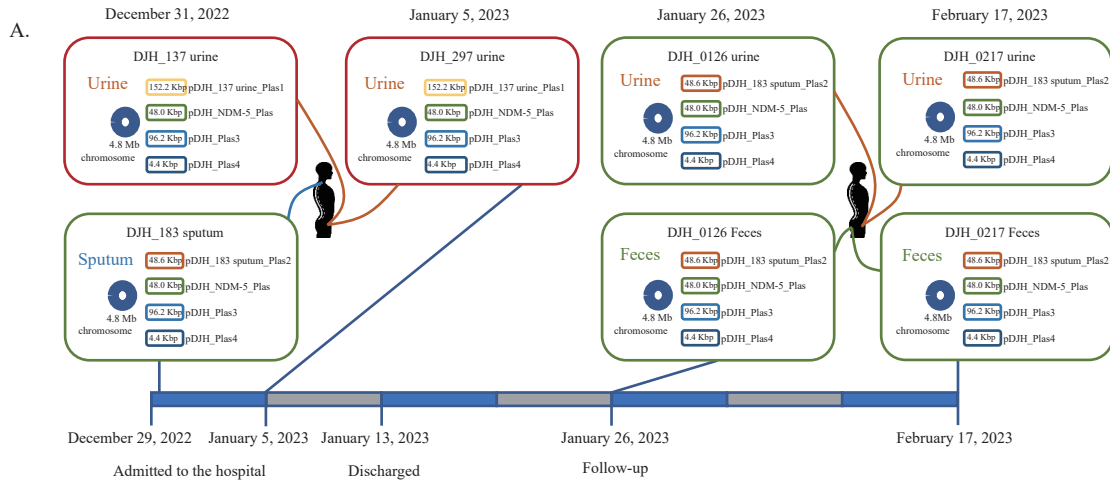 A.
December 31, 2022
January 5, 2023
January 26, 2023
February 17, 2023
DJH_137 urine
Urine
152.2 Kbp pDJH_137 urine_Plas1
48.0 Kbp pDJH_NDM-5_Plas
96.2 Kbp pDJH_Plas3
4.4 Kbp pDJH_Plas4
4.8 Mb
chromosome
DJH_297 urine
Urine
152.2 Kbp pDJH_137 urine_Plas1
48.0 Kbp pDJH_NDM-5_Plas
96.2 Kbp pDJH_Plas3
4.4 Kbp pDJH_Plas4
4.8 Mb
chromosome
DJH_0126 urine
Urine
48.6 Kbp pDJH_183 sputum_Plas2
48.0 Kbp pDJH_NDM-5_Plas
96.2 Kbp pDJH_Plas3
4.4 Kbp pDJH_Plas4
4.8 Mb
chromosome
DJH_0217 urine
Urine
48.6 Kbp pDJH_183 sputum_Plas2
48.0 Kbp pDJH_NDM-5_Plas
96.2 Kbp pDJH_Plas3
4.4 Kbp pDJH_Plas4
4.8 Mb
chromosome
DJH_183 sputum
Sputum
48.6 Kbp pDJH_183 sputum_Plas2
48.0 Kbp pDJH_NDM-5_Plas
96.2 Kbp pDJH_Plas3
4.4 Kbp pDJH_Plas4
4.8 Mb
chromosome
DJH_0126 Feces
Feces
48.6 Kbp pDJH_183 sputum_Plas2
48.0 Kbp pDJH_NDM-5_Plas
96.2 Kbp pDJH_Plas3
4.4 Kbp pDJH_Plas4
4.8 Mb
chromosome
DJH_0217 Feces
Feces
48.6 Kbp pDJH_183 sputum_Plas2
48.0 Kbp pDJH_NDM-5_Plas
96.2 Kbp pDJH_Plas3
4.4 Kbp pDJH_Plas4
4.8Mb
chromosome
December 29, 2022
January 5, 2023
January 13, 2023
January 26, 2023
February 17, 2023
Admitted to the hospital
Discharged
Follow-up